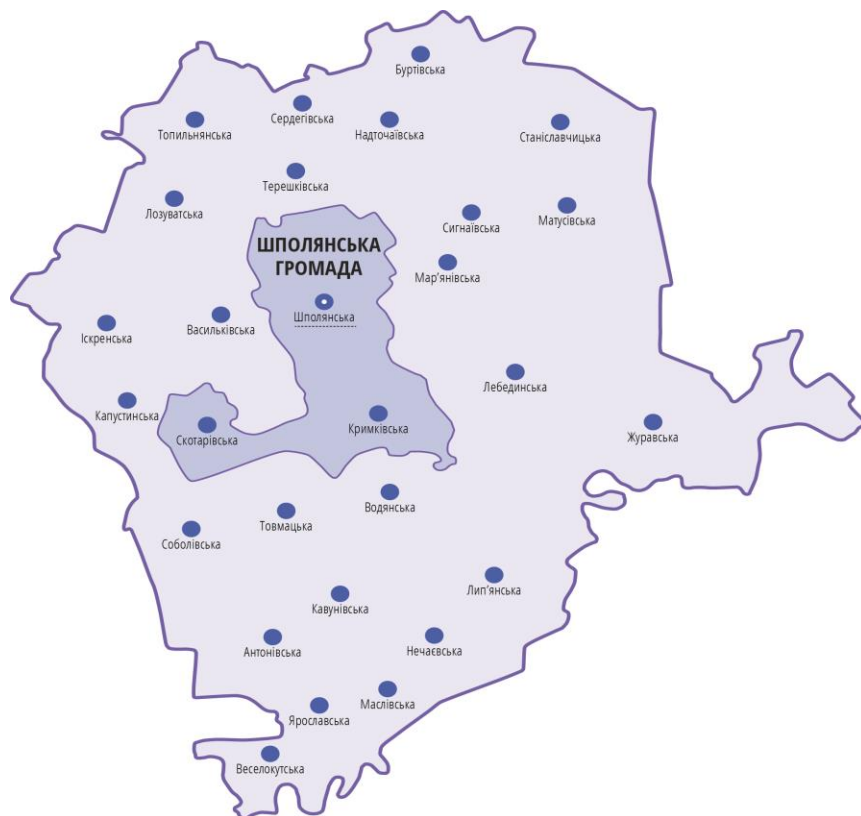 Буртівська
Сердегівська
Топильнянська
Надточаївська
Станіславчицька
Терешківська
Лозуватська
Матусівська
Сигнаївська
ШПОЛЯНСЬКА
ГРОМАДА
Мар’янівська
Шполянська
Васильківська
Іскренська
Лебединська
Капустинська
Кримківська
Скотарівська
Журавська
Водянська
Товмацька
Соболівська
Лип’янська
Кавунівська
Антонівська
Нечаєвська
Маслівська
Ярославська
Веселокутська